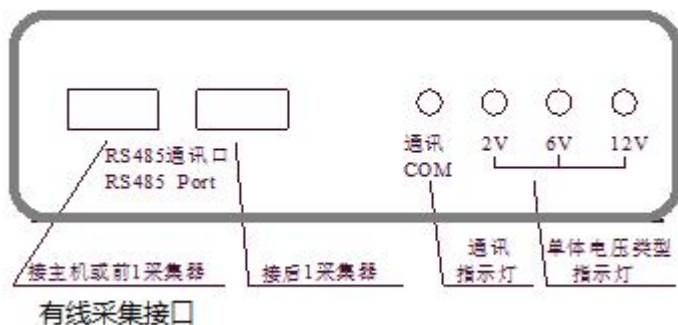 通讯 2V 6V 12V
COM
RS485通讯口
RS485 Port
接主机或前1采集器
接后1采集器
通讯
指示灯
单体电压类型
指示灯
有线采集接口